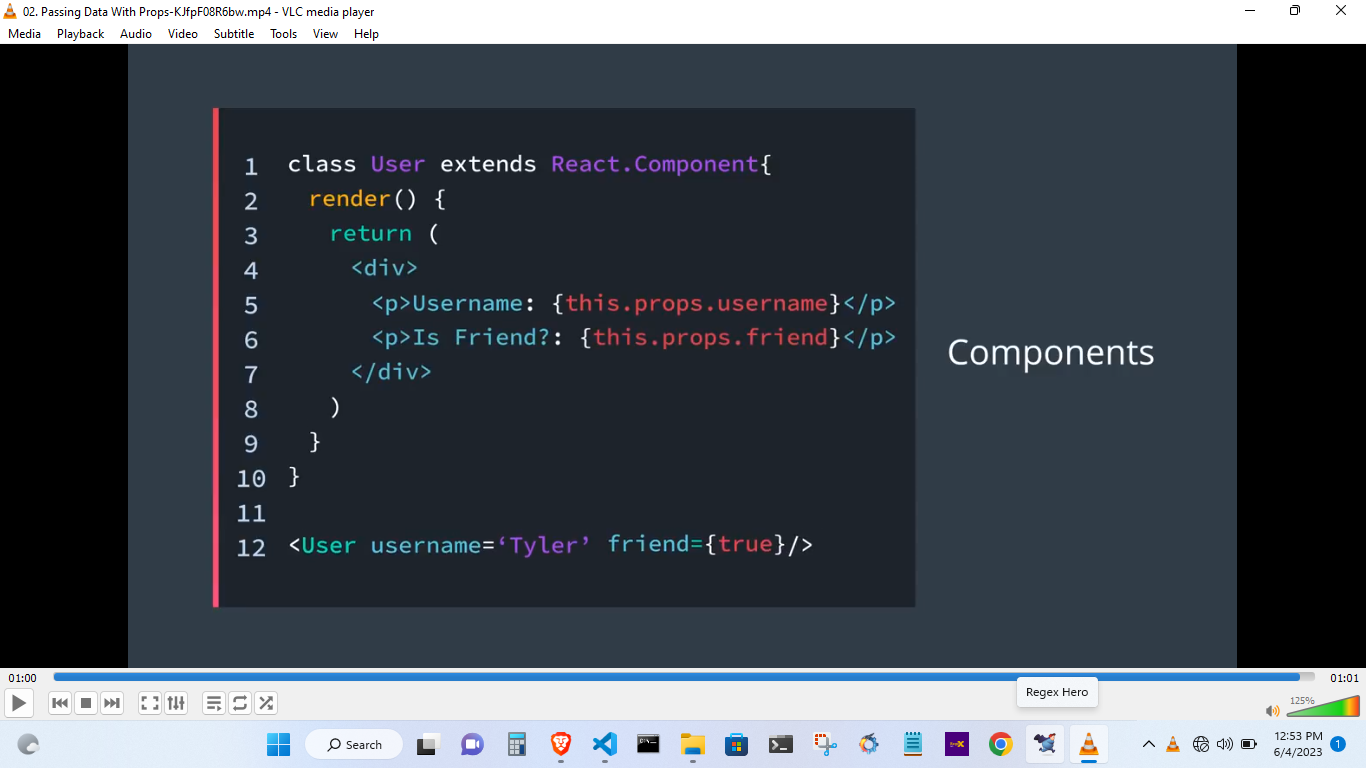 02. Passing Data With Props-KJfpF08R6bw.mp4 - VLC media player
Media Playback Audio Video Subtitle Tools View Help
1 class User extends React.Component{
2 render() {
3 return (
4 <div>
5 <p>Username: {this.props.username}</p>
6 <p>Is Friend?: {this.props.friend}</p>
7 </div>
8 )
9 }
10 }
11
12 <User username=‘Tyler’ friend={true}/>
Components
01:00 01:01
Regex Hero
125%
Search
12:53 PM
6/4/2023
1